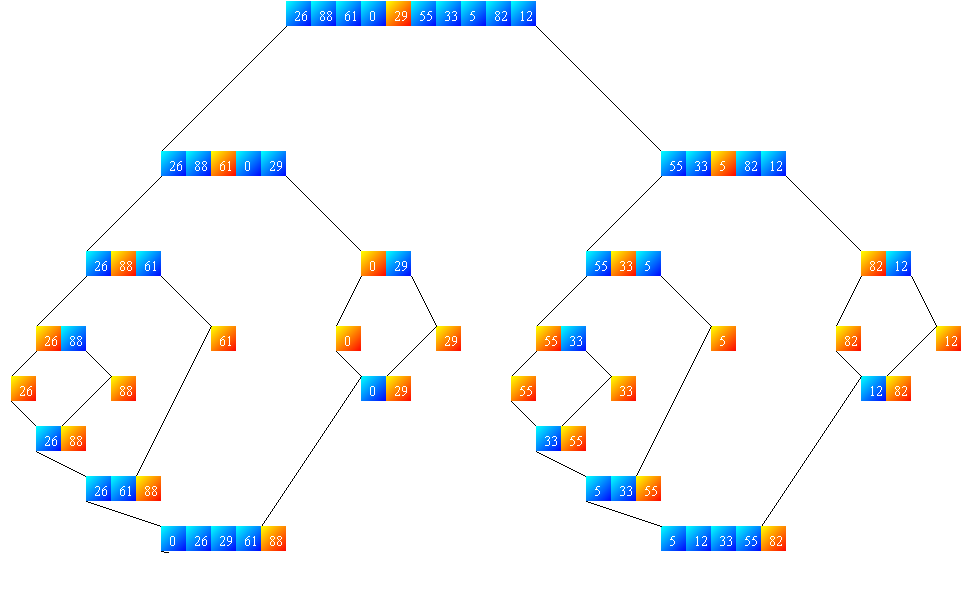 26 88 61 0 29 55 33 5 82 12
26 88 61 0 29
55 33 5 82 12
26 88 61
0 29
55 33 5
82 12
26 88
61
0
29
55 33
5
82
12
26
88
0 29
55
33
12 82
26 88
33 55
26 61 88
5 33 55
0 26 29 61 88
5 12 33 55 82